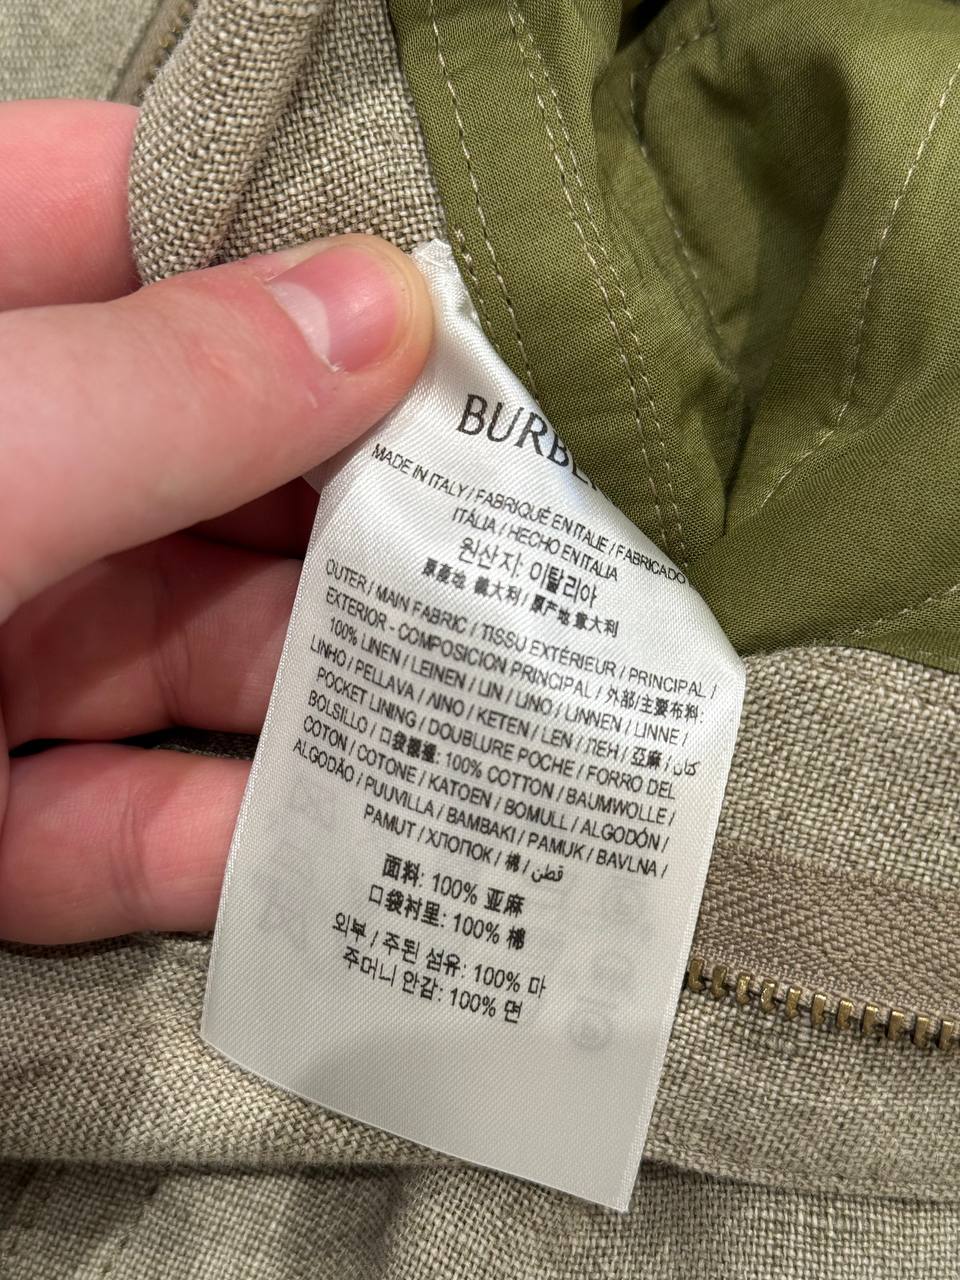 BURBE
MADE IN ITALY / FABRIQUÉ EN ITALIE / FABRICADO
ITÁLIA / HECHO EN ITALIA
원산지: 이탈리아
原産地 義大利 / 原产地 意大利
OUTER / MAIN FABRIC / TISSU EXTÉRIEUR / PRINCIPAL /
EXTERIOR - COMPOSICION PRINCIPAL / 外部/主要布料:
100% LINEN / LEINEN / LIN / LINO / LINNEN / LINNE /
LINHO / PELLAVA / ΛΙΝΟ / KETEN / LEN / ЛЕН / 亞麻 / كتان
POCKET LINING / DOUBLURE POCHE / FORRO DEL
BOLSILLO / 口袋襯裡: 100% COTTON / BAUMWOLLE /
COTON / COTONE / KATOEN / BOMULL / ALGODÓN /
ALGODÃO / PUUVILLA / BAMBAKI / PAMUK / BAVLNA /
PAMUT / ХЛОПОК / 棉 / قطن
面料: 100% 亚麻
口袋衬里: 100% 棉
외부 / 주된 섬유: 100% 마
주머니 안감: 100% 면